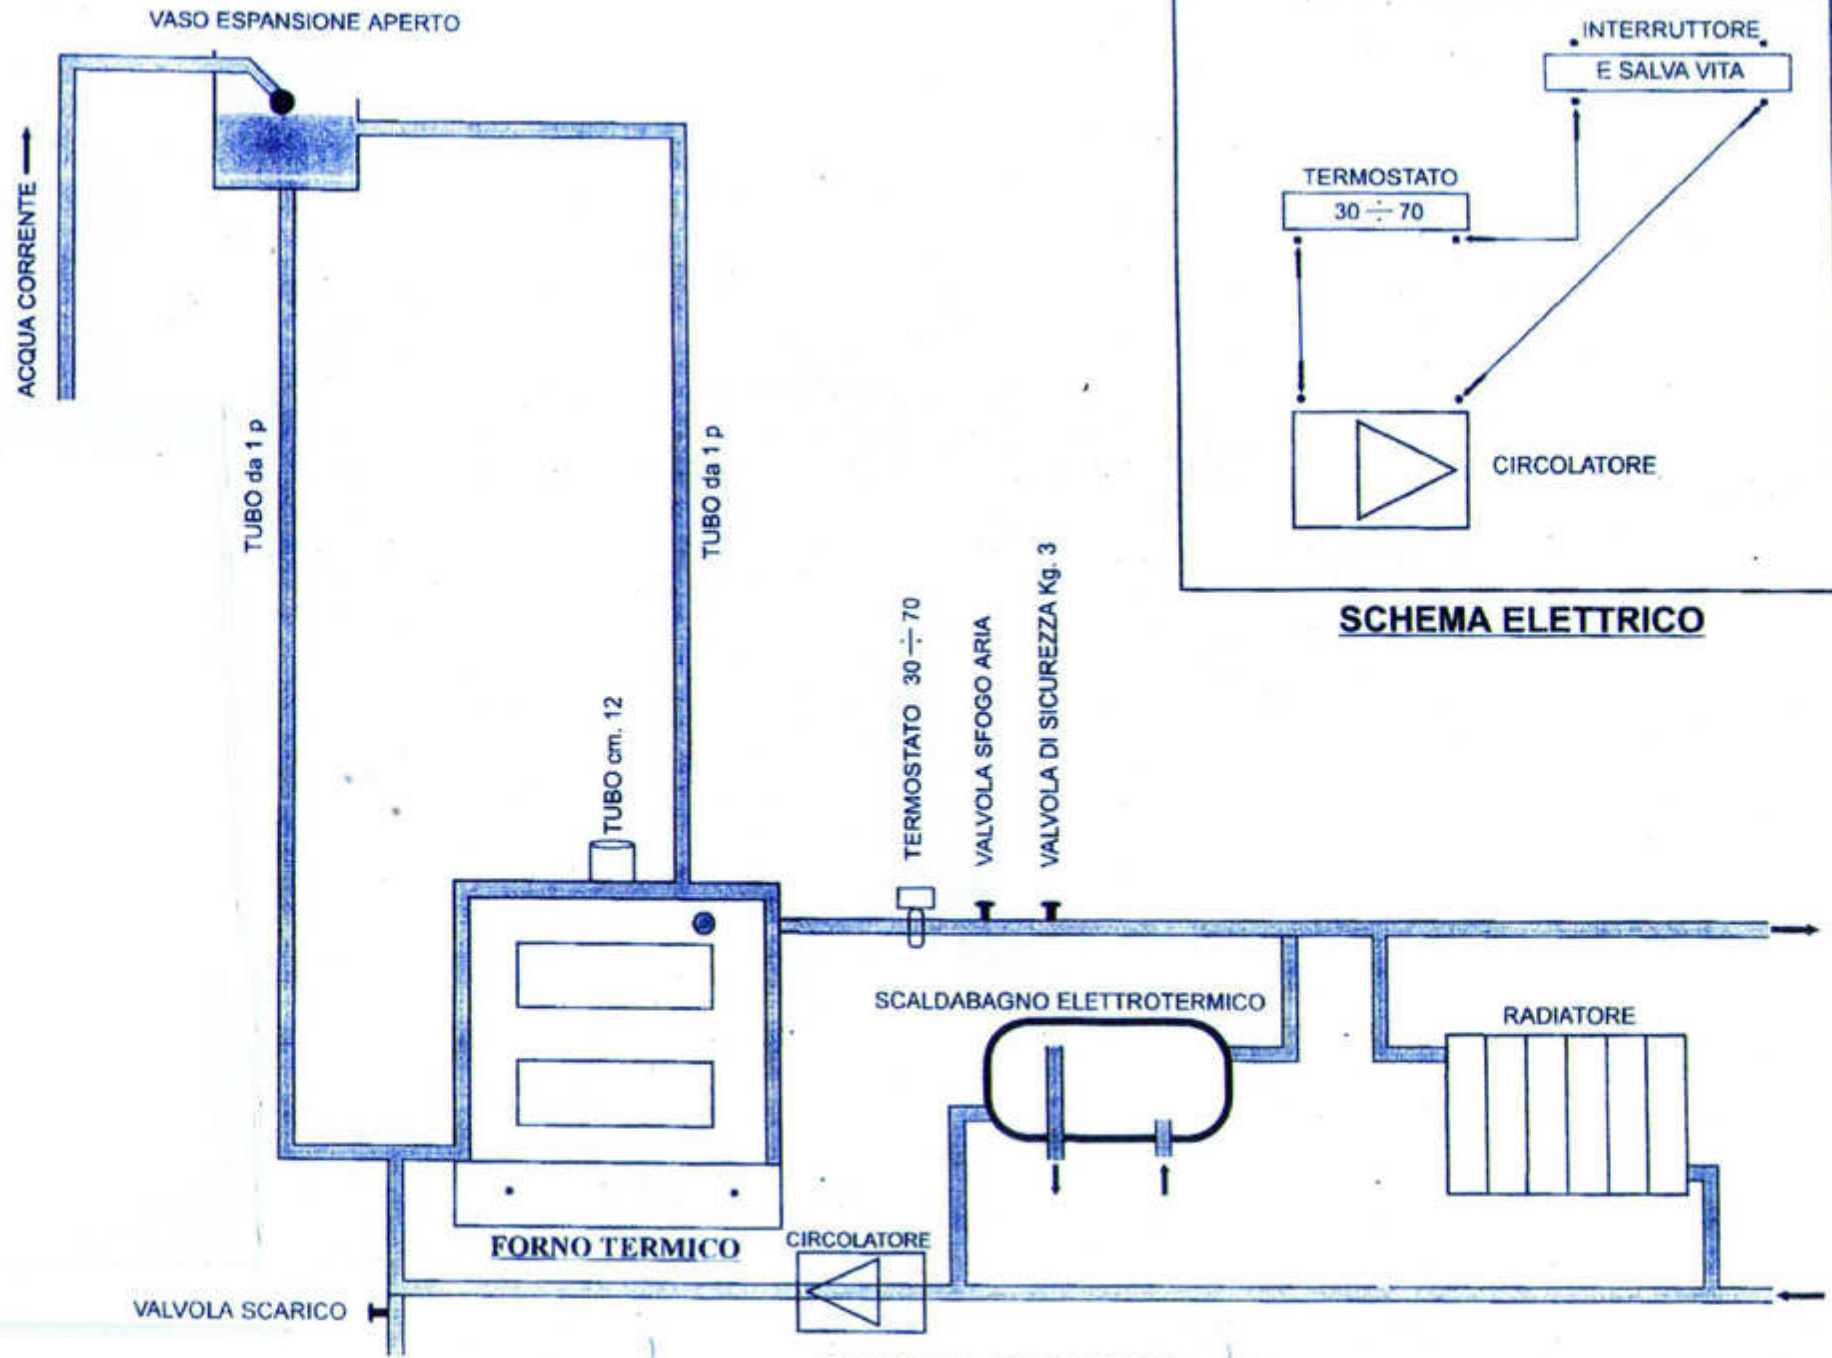 VASO ESPANSIONE APERTO
INTERRUTTORE
E SALVA VITA
TERMOSTATO
30 ÷ 70
CIRCOLATORE
SCHEMA ELETTRICO
ACQUA CORRENTE
TUBO da 1 p
TUBO da 1 p
TUBO cm. 12
TERMOSTATO 30 ÷ 70
VALVOLA SFOGO ARIA
VALVOLA DI SICUREZZA Kg. 3
SCALDABAGNO ELETTROTERMICO
RADIATORE
FORNO TERMICO
CIRCOLATORE
VALVOLA SCARICO